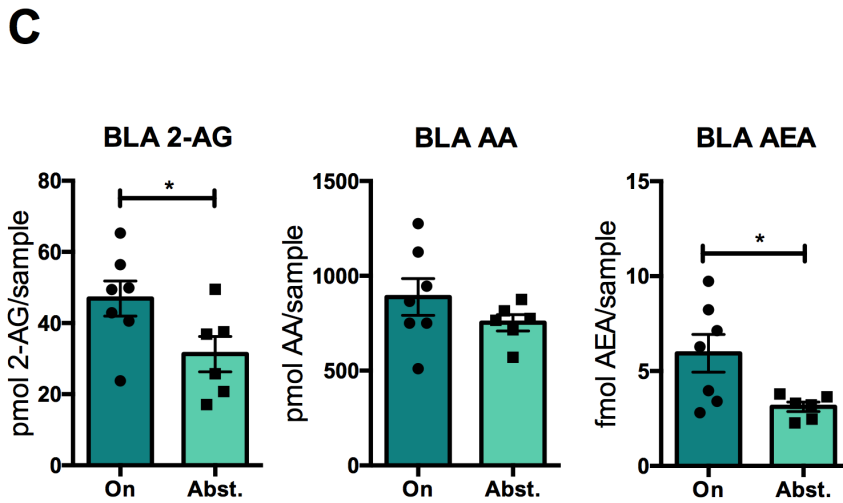 C
BLA 2-AG
pmol 2-AG/sample
80
60
40
20
0
*
On
Abst.
BLA AA
pmol AA/sample
1500
1000
500
0
On
Abst.
BLA AEA
fmol AEA/sample
15
10
5
0
*
On
Abst.